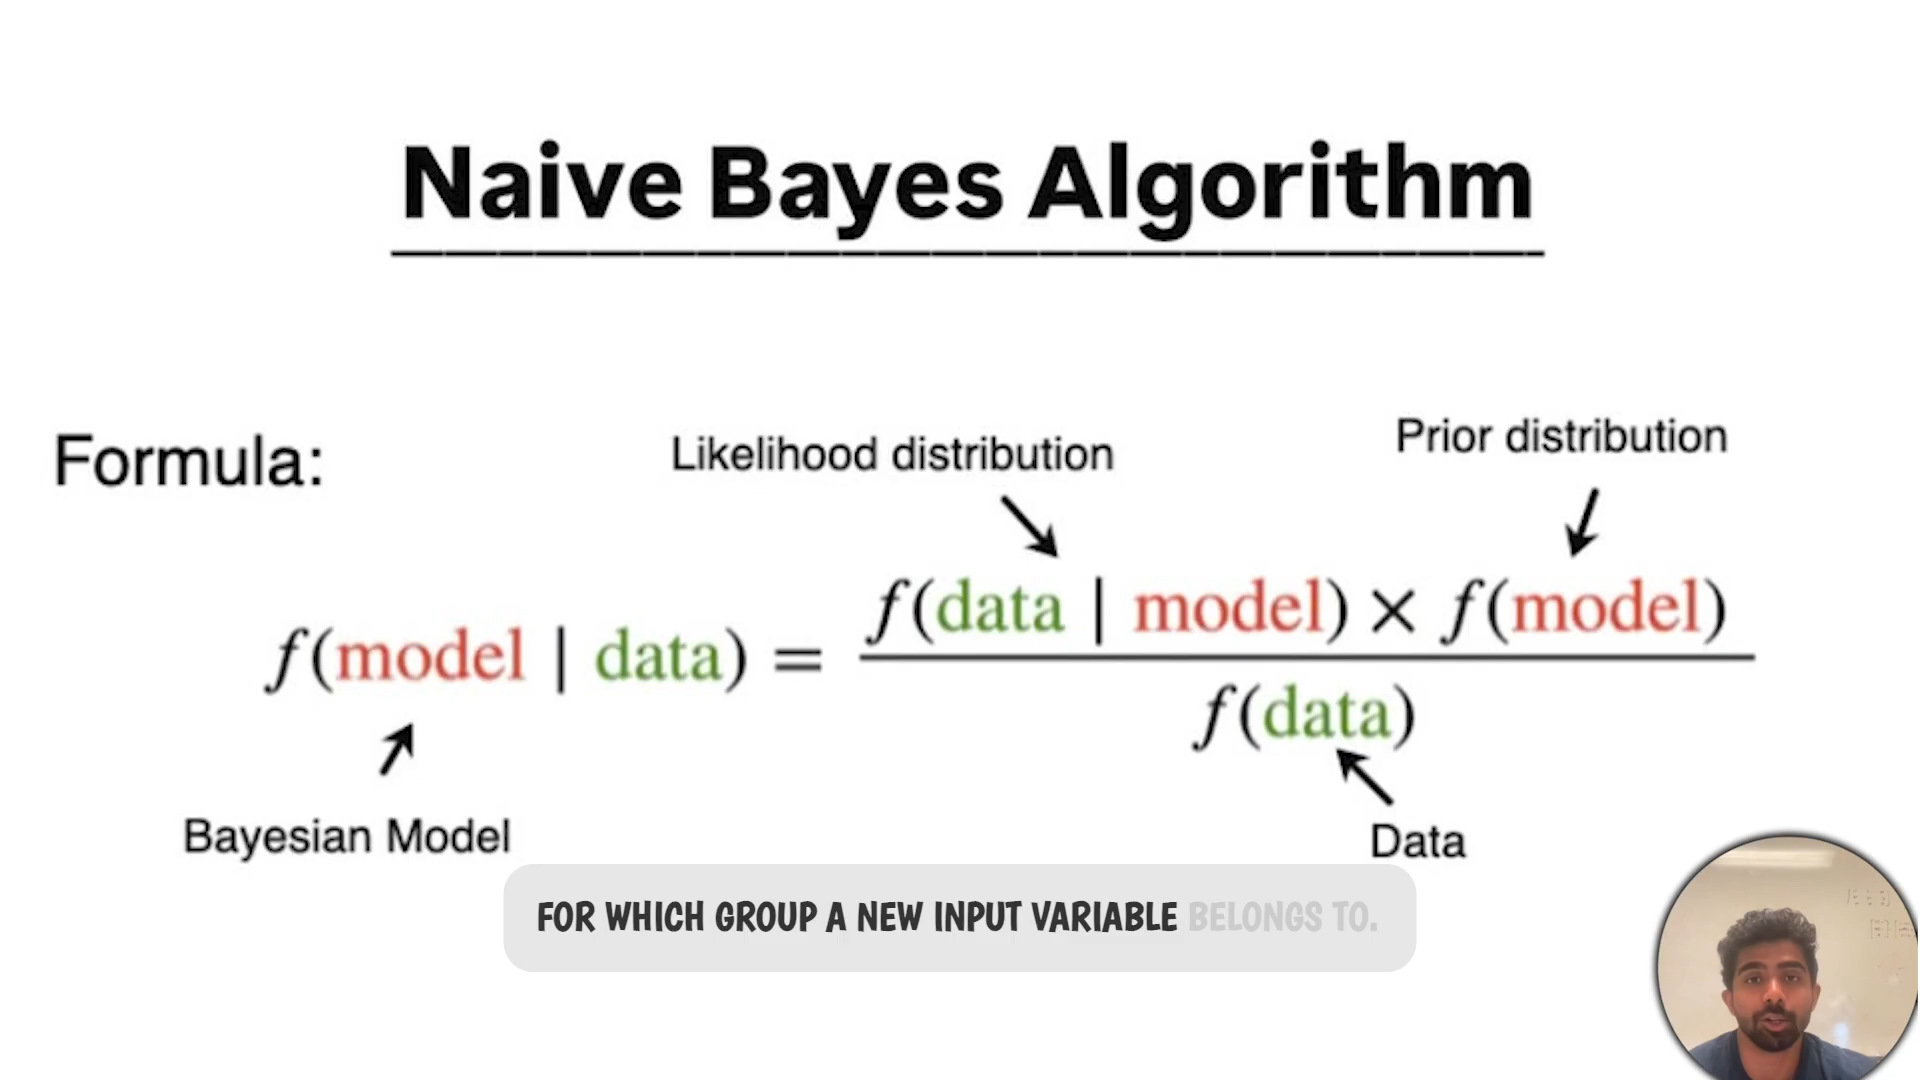 Naive Bayes Algorithm
Formula:
Likelihood distribution
Prior distribution
f(model | data) = f(data | model) × f(model)
f(data)
Bayesian Model
Data
FOR WHICH GROUP A NEW INPUT VARIABLE BELONGS TO.